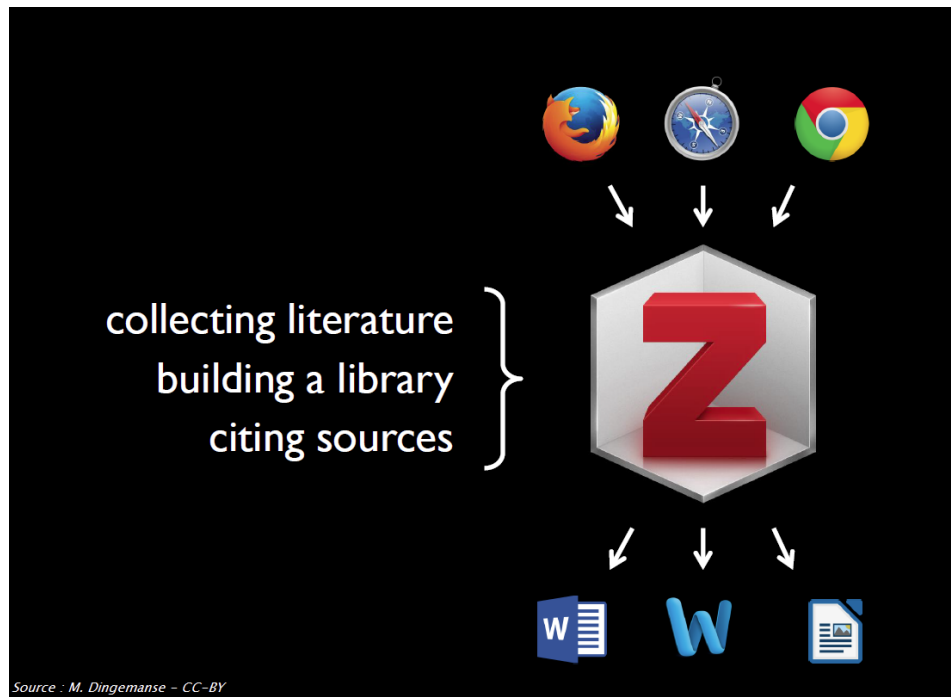 collecting literature
building a library
citing sources
Z
W
W
Source : M. Dingemanse – CC-BY